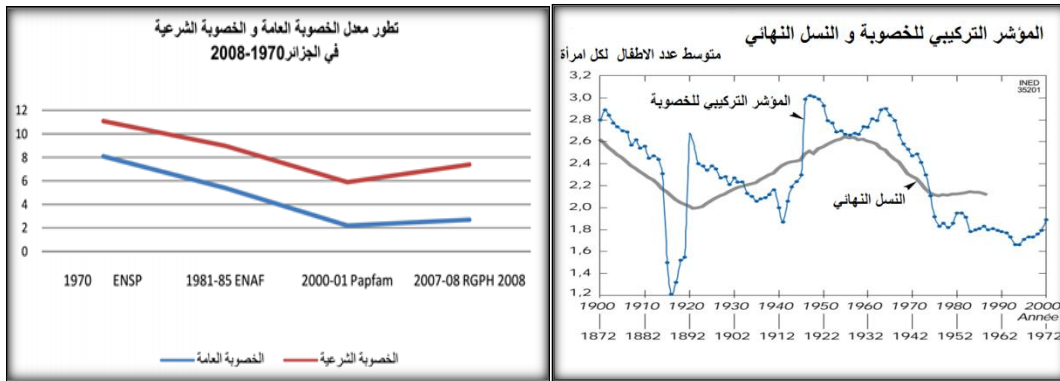 تطور معدل الخصوبة العامة و الخصوبة الشرعية
في الجزائر1970-2008
12
10
8
6
4
2
0
1970 ENSP 1981-85 ENAF 2000-01 Papfam 2007-08 RGPH 2008
الخصوبة العامة الخصوبة الشرعية
المؤشر التركيبي للخصوبة و النسل النهائي
متوسط عدد الاطفال لكل امرأة
3,2
INED
35201
3,0
المؤشر التركيبي للخصوبة
2,8
2,6
2,4
2,2
النسل النهائي
2,0
1,8
1,6
1,4
1,2
1900 1910 1920 1930 1940 1950 1960 1970 1980 1990 2000
Année
1872 1882 1892 1902 1912 1922 1932 1942 1952 1962 1972